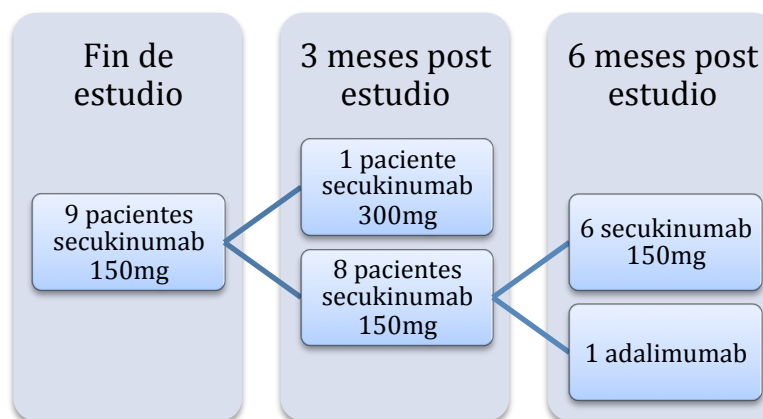 Fin de
estudio
3 meses post
estudio
6 meses post
estudio
9 pacientes
secukinumab
150mg
1 paciente
secukinumab
300mg
8 pacientes
secukinumab
150mg
6 secukinumab
150mg
1 adalimumab